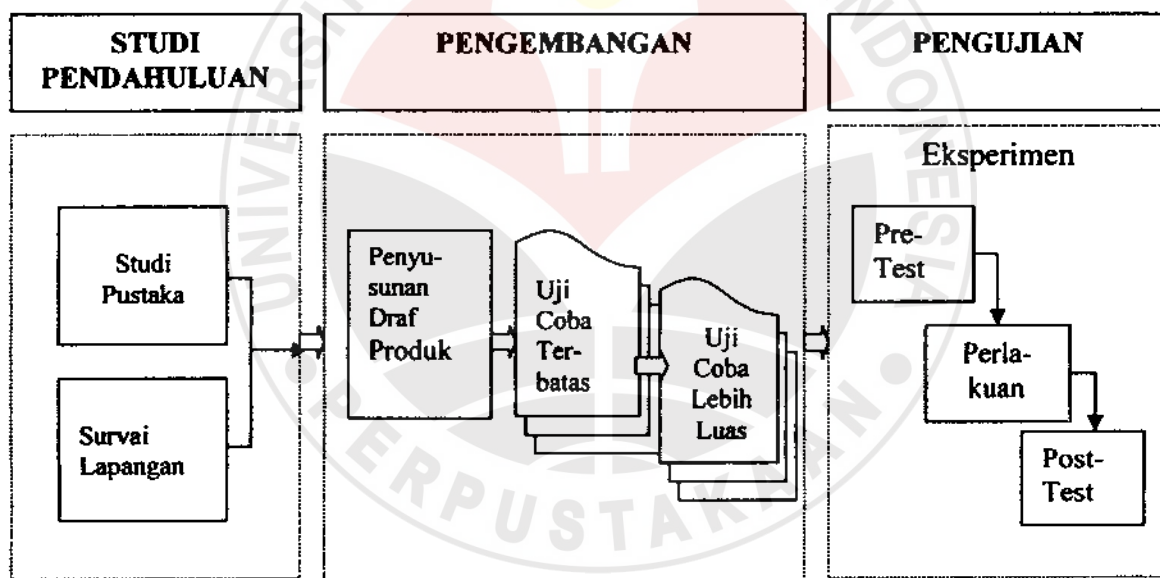 STUDI
PENDAHULUAN
PENGEMBANGAN
PENGUJIAN
Studi
Pustaka
Survai
Lapangan
Penyu-
sunan
Draf
Produk
Uji
Coba
Ter-
batas
Uji
Coba
Lebih
Luas
Eksperimen
Pre-
Test
Perla-
kuan
Post-
Test
PERPUSTAKAAN